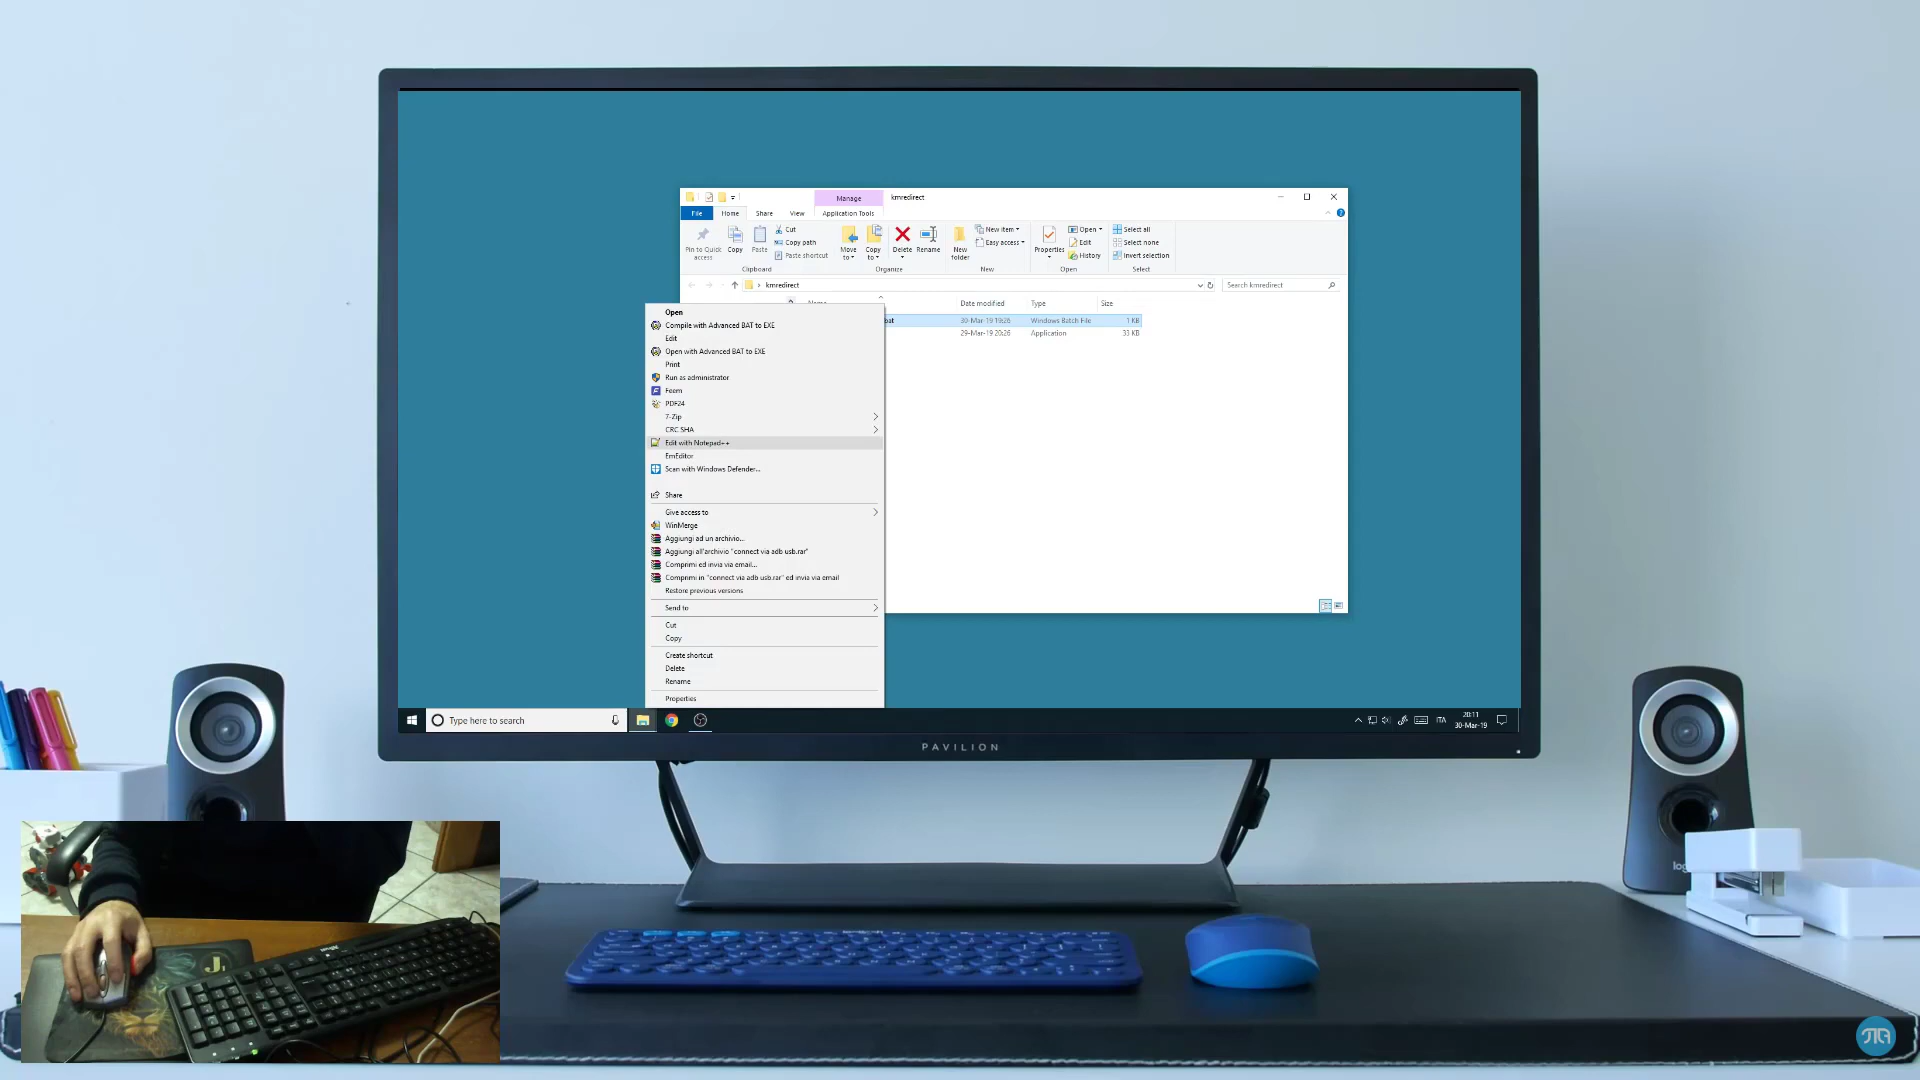 Manage
kmredirect
File
Home
Share
View
Application Tools
Pin to Quick access
Copy
Paste
Cut
Copy path
Paste shortcut
Clipboard
Move to
Copy to
Delete
Rename
Organize
New folder
New item
Easy access
New
Properties
Open
Edit
History
Open
Select all
Select none
Invert selection
Select
kmredirect
Search kmredirect
Name
Date modified
Type
Size
bat
30-Mar-19 19:26
Windows Batch File
1 KB
29-Mar-19 20:26
Application
33 KB
Open
Compile with Advanced BAT to EXE
Edit
Open with Advanced BAT to EXE
Print
Run as administrator
Feem
PDF24
7-Zip
CRC SHA
Edit with Notepad++
EmEditor
Scan with Windows Defender...
Share
Give access to
WinMerge
Aggiungi ad un archivio...
Aggiungi all'archivio "connect via adb usb.rar"
Comprimi ed invia via email...
Comprimi in "connect via adb usb.rar" ed invia via email
Restore previous versions
Send to
Cut
Copy
Create shortcut
Delete
Rename
Properties
Type here to search
ITA
20:11
30-Mar-19
PAVILION